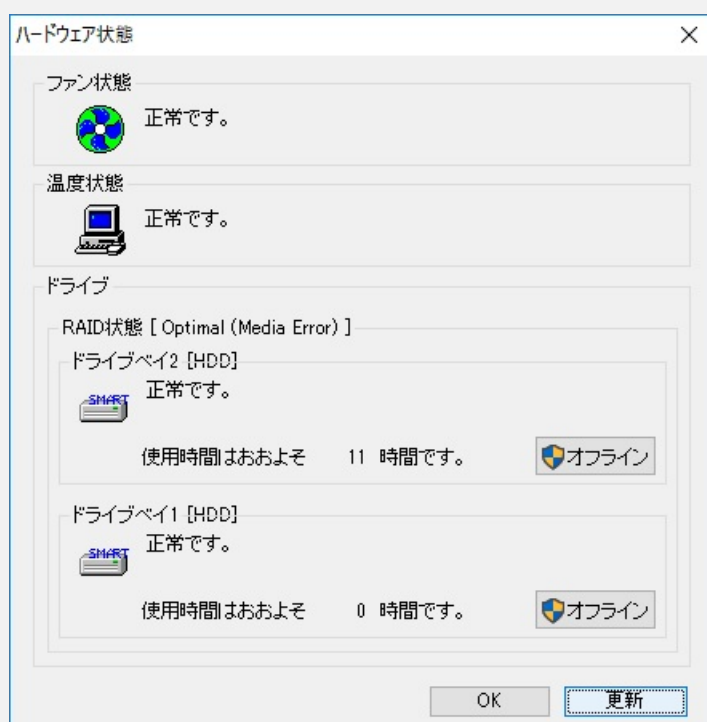 ハードウェア状態
ファン状態
正常です。
温度状態
正常です。
ドライブ
RAID状態 [ Optimal (Media Error) ]
ドライブベイ2 [HDD]
SMART
正常です。
使用時間はおおよそ 11 時間です。
オフライン
ドライブベイ1 [HDD]
SMART
正常です。
使用時間はおおよそ 0 時間です。
オフライン
OK
更新